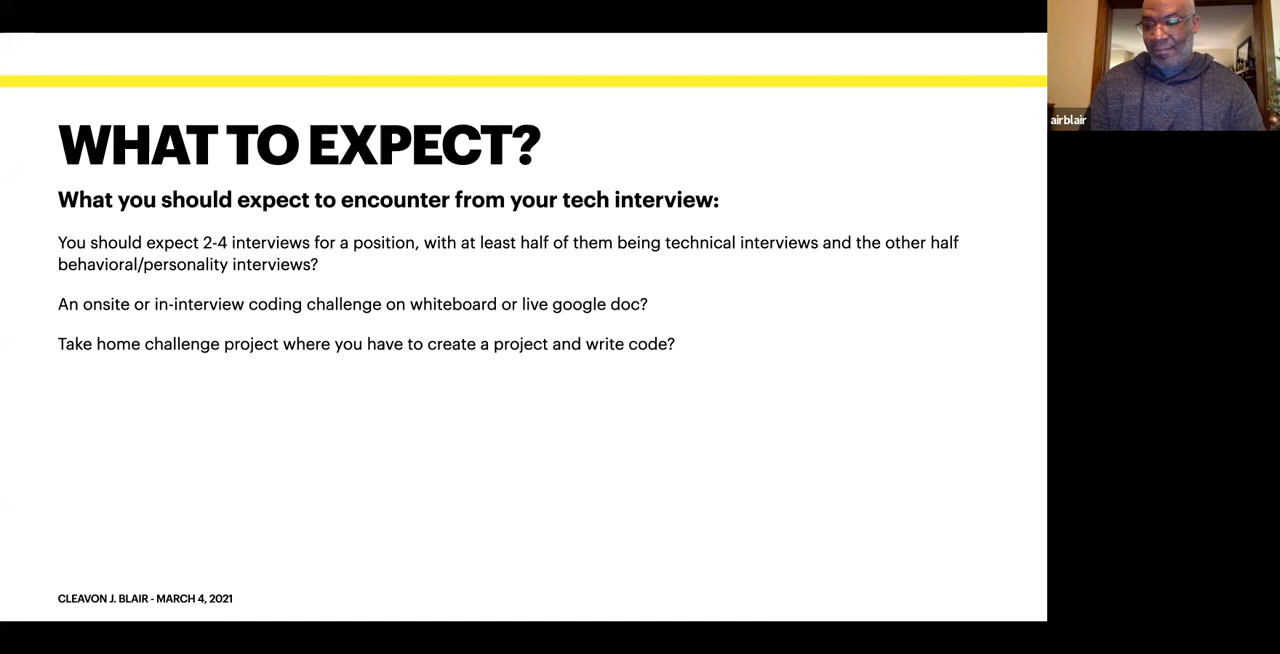 WHAT TO EXPECT?
What you should expect to encounter from your tech interview:
You should expect 2-4 interviews for a position, with at least half of them being technical interviews and the other half
behavioral/personality interviews?
An onsite or in-interview coding challenge on whiteboard or live google doc?
Take home challenge project where you have to create a project and write code?
CLEAVON J. BLAIR - MARCH 4, 2021
airblair